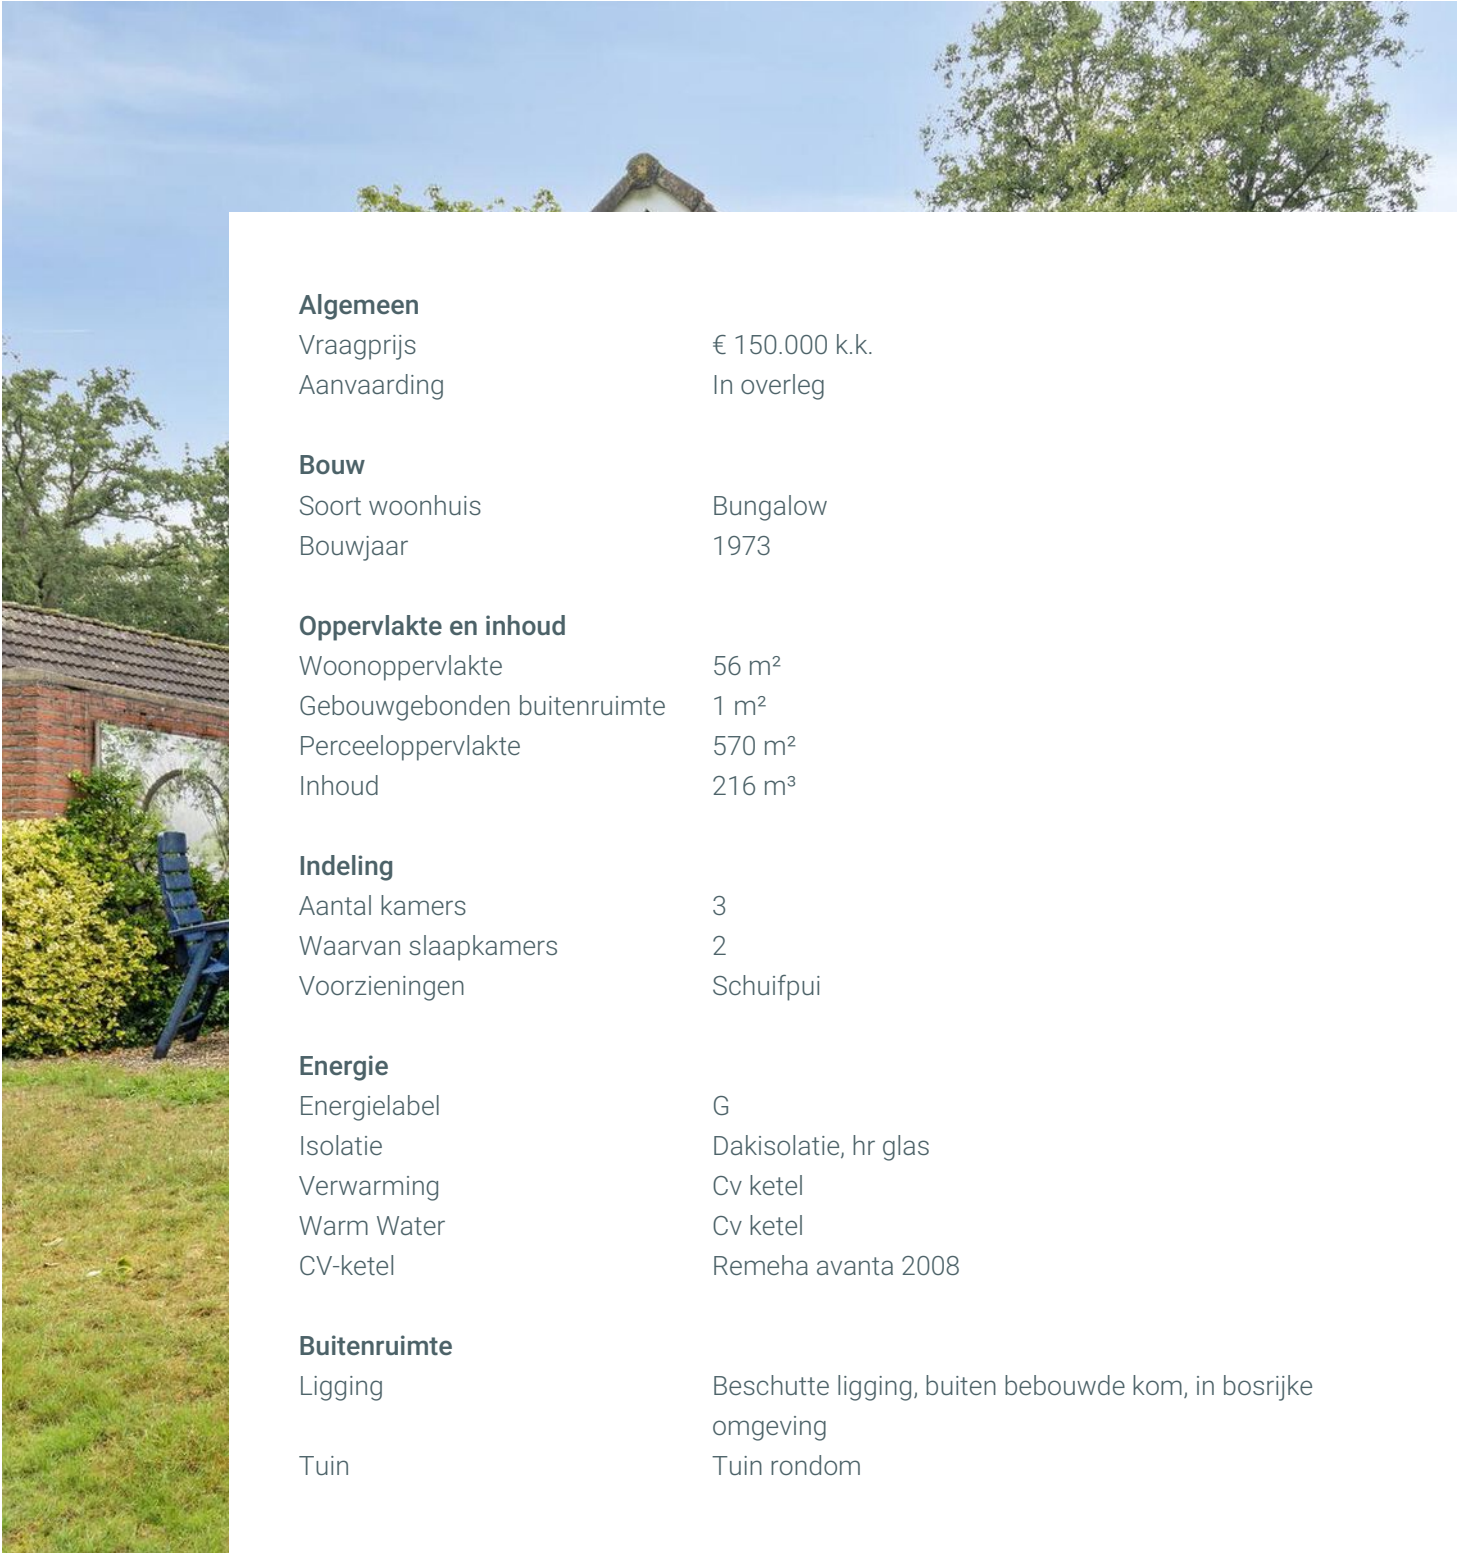 Algemeen
Vraagprijs € 150.000 k.k.
Aanvaarding In overleg
Bouw
Soort woonhuis Bungalow
Bouwjaar 1973
Oppervlakte en inhoud
Woonoppervlakte 56 m²
Gebouwgebonden buitenruimte 1 m²
Perceeloppervlakte 570 m²
Inhoud 216 m³
Indeling
Aantal kamers 3
Waarvan slaapkamers 2
Voorzieningen Schuifpui
Energie
Energielabel G
Isolatie Dakisolatie, hr glas
Verwarming Cv ketel
Warm Water Cv ketel
CV-ketel Remeha avanta 2008
Buitenruimte
Ligging Beschutte ligging, buiten bebouwde kom, in bosrijke
omgeving
Tuin Tuin rondom